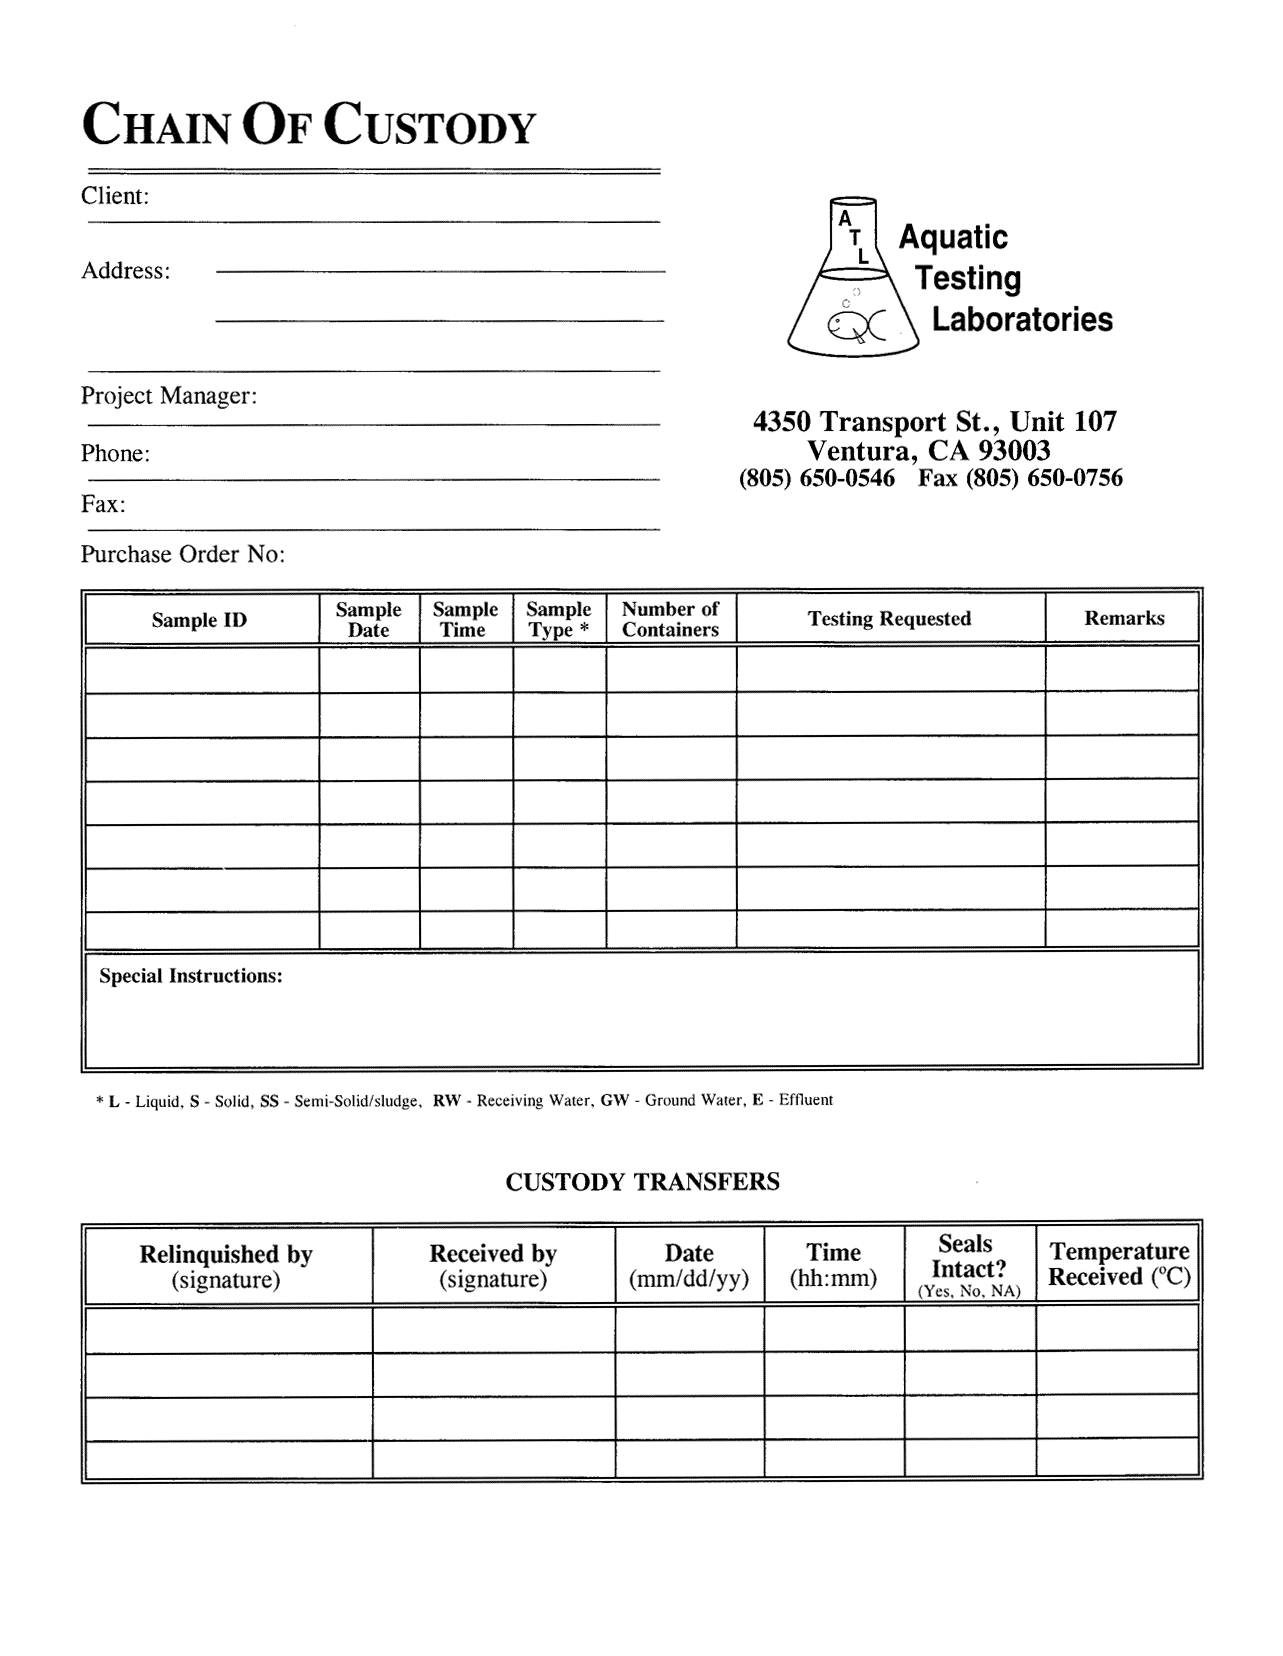 CHAIN OF CUSTODY
Client:
Address:
Project Manager:
Phone:
Fax:
Purchase Order No:
A
T
L
Aquatic
Testing
Laboratories
4350 Transport St., Unit 107
Ventura, CA 93003
(805) 650-0546 Fax (805) 650-0756
Sample ID
Sample
Date
Sample
Time
Sample
Type *
Number of
Containers
Testing Requested
Remarks
Special Instructions:
* L - Liquid, S - Solid, SS - Semi-Solid/sludge, RW - Receiving Water, GW - Ground Water, E - Effluent
CUSTODY TRANSFERS
Relinquished by
(signature)
Received by
(signature)
Date
(mm/dd/yy)
Time
(hh:mm)
Seals
Intact?
(Yes, No, NA)
Temperature
Received (°C)